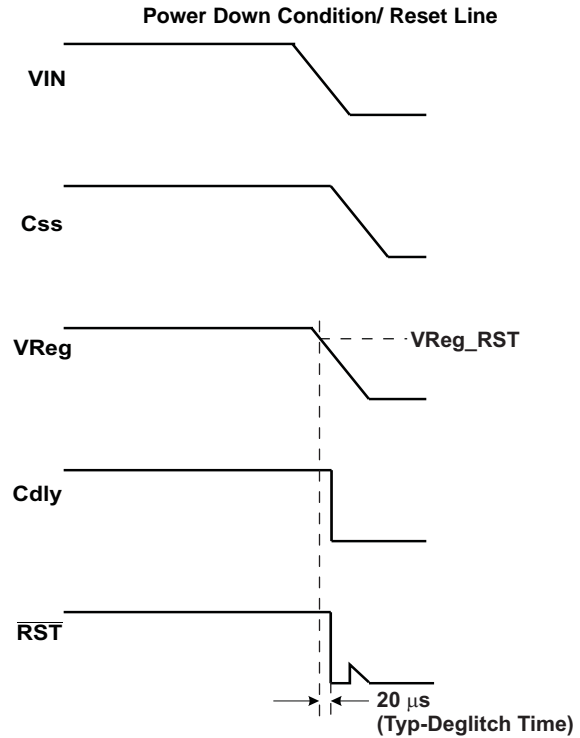 Power Down Condition/ Reset Line
VIN
Css
VReg
VReg_RST
Cdly
RST
20 μs
(Typ-Deglitch Time)